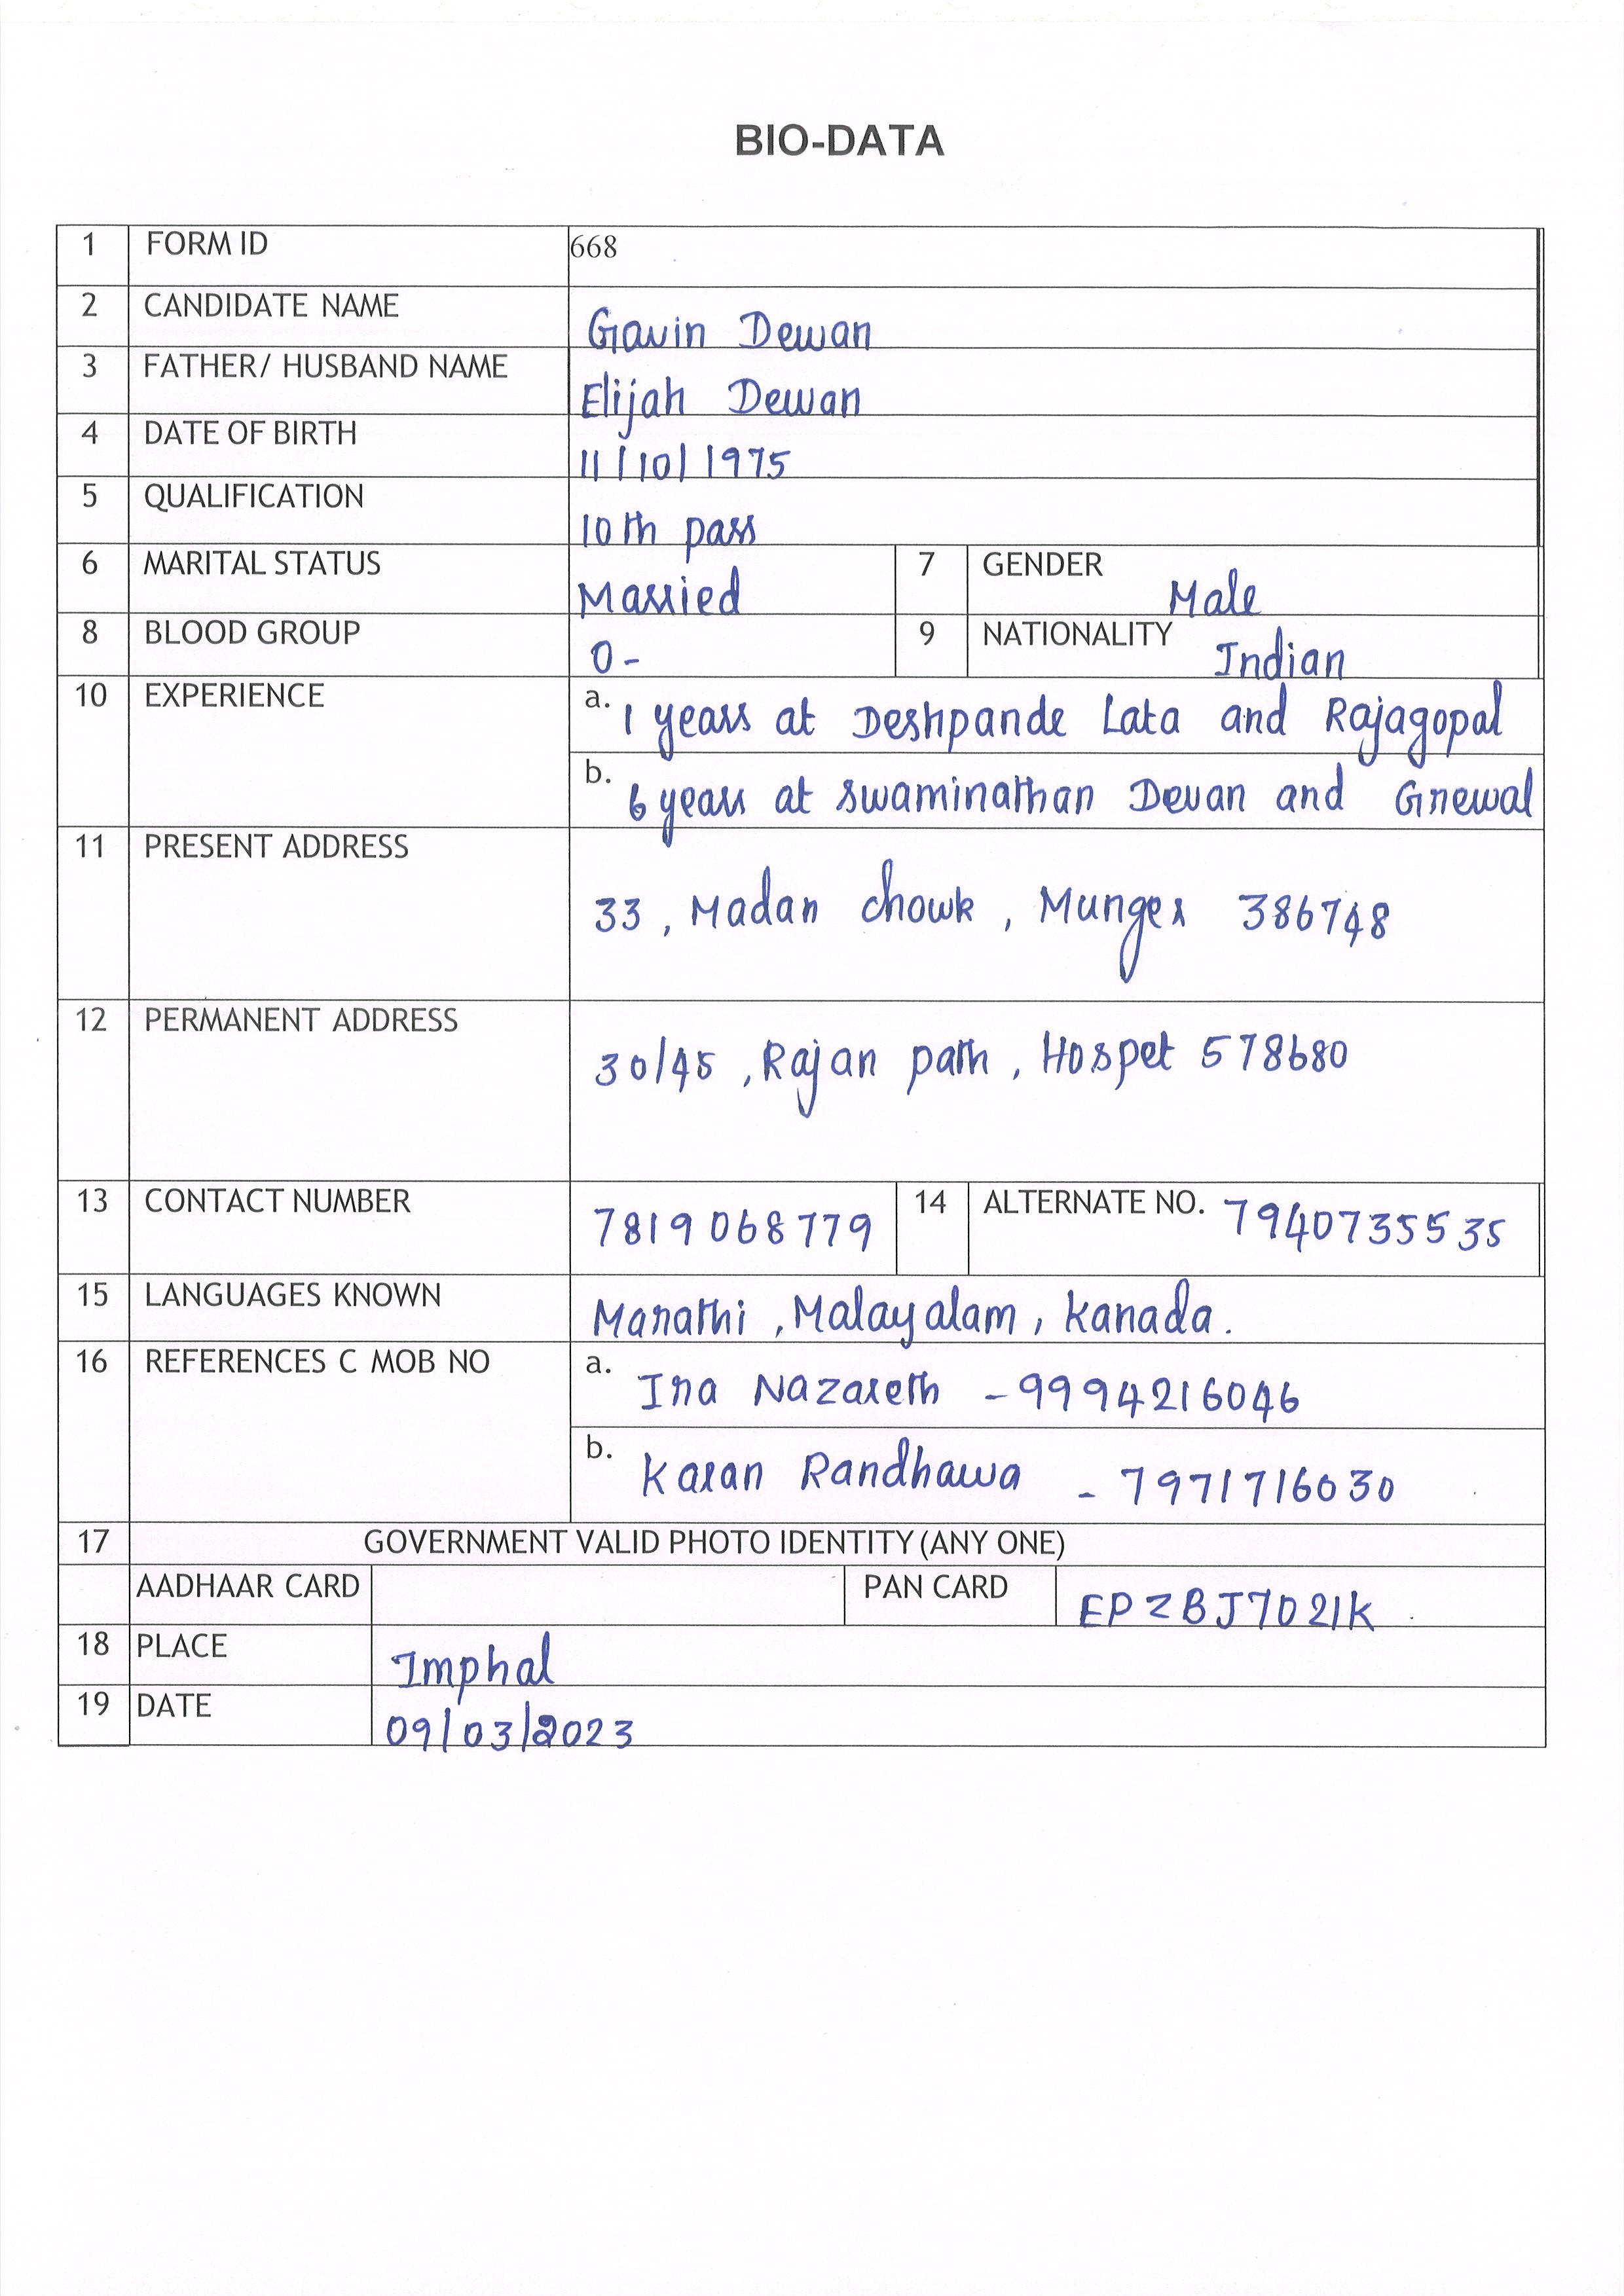 BIO-DATA
1 FORM ID 668
2 CANDIDATE NAME Gavin Dewan
3 FATHER/ HUSBAND NAME Elijah Dewan
4 DATE OF BIRTH 11/10/1975
5 QUALIFICATION 10th pass
6 MARITAL STATUS Married 7 GENDER Male
8 BLOOD GROUP O- 9 NATIONALITY Indian
10 EXPERIENCE a. 1 years at Deshpande Lata and Rajagopal
b. 6 years at Swaminathan Devan and Grewal
11 PRESENT ADDRESS 33, Madan chowk, Munger 386748
12 PERMANENT ADDRESS 30/45, Rajan path, Hospet 578680
13 CONTACT NUMBER 7819068779 14 ALTERNATE NO. 7940735535
15 LANGUAGES KNOWN Marathi, Malayalam, Kanada.
16 REFERENCES C MOB NO a. Ira Nazareth - 9994216046
b. Karan Randhawa - 7971716030
17 GOVERNMENT VALID PHOTO IDENTITY (ANY ONE)
AADHAAR CARD PAN CARD EPZBJ7021K
18 PLACE Imphal
19 DATE 09/03/2023